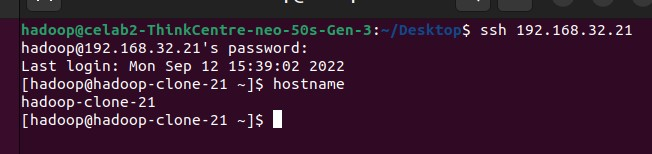 hadoop@celab2-ThinkCentre-neo-50s-Gen-3:~/Desktop$ ssh 192.168.32.21
hadoop@192.168.32.21's password:
Last login: Mon Sep 12 15:39:02 2022
[hadoop@hadoop-clone-21 ~]$ hostname
hadoop-clone-21
[hadoop@hadoop-clone-21 ~]$